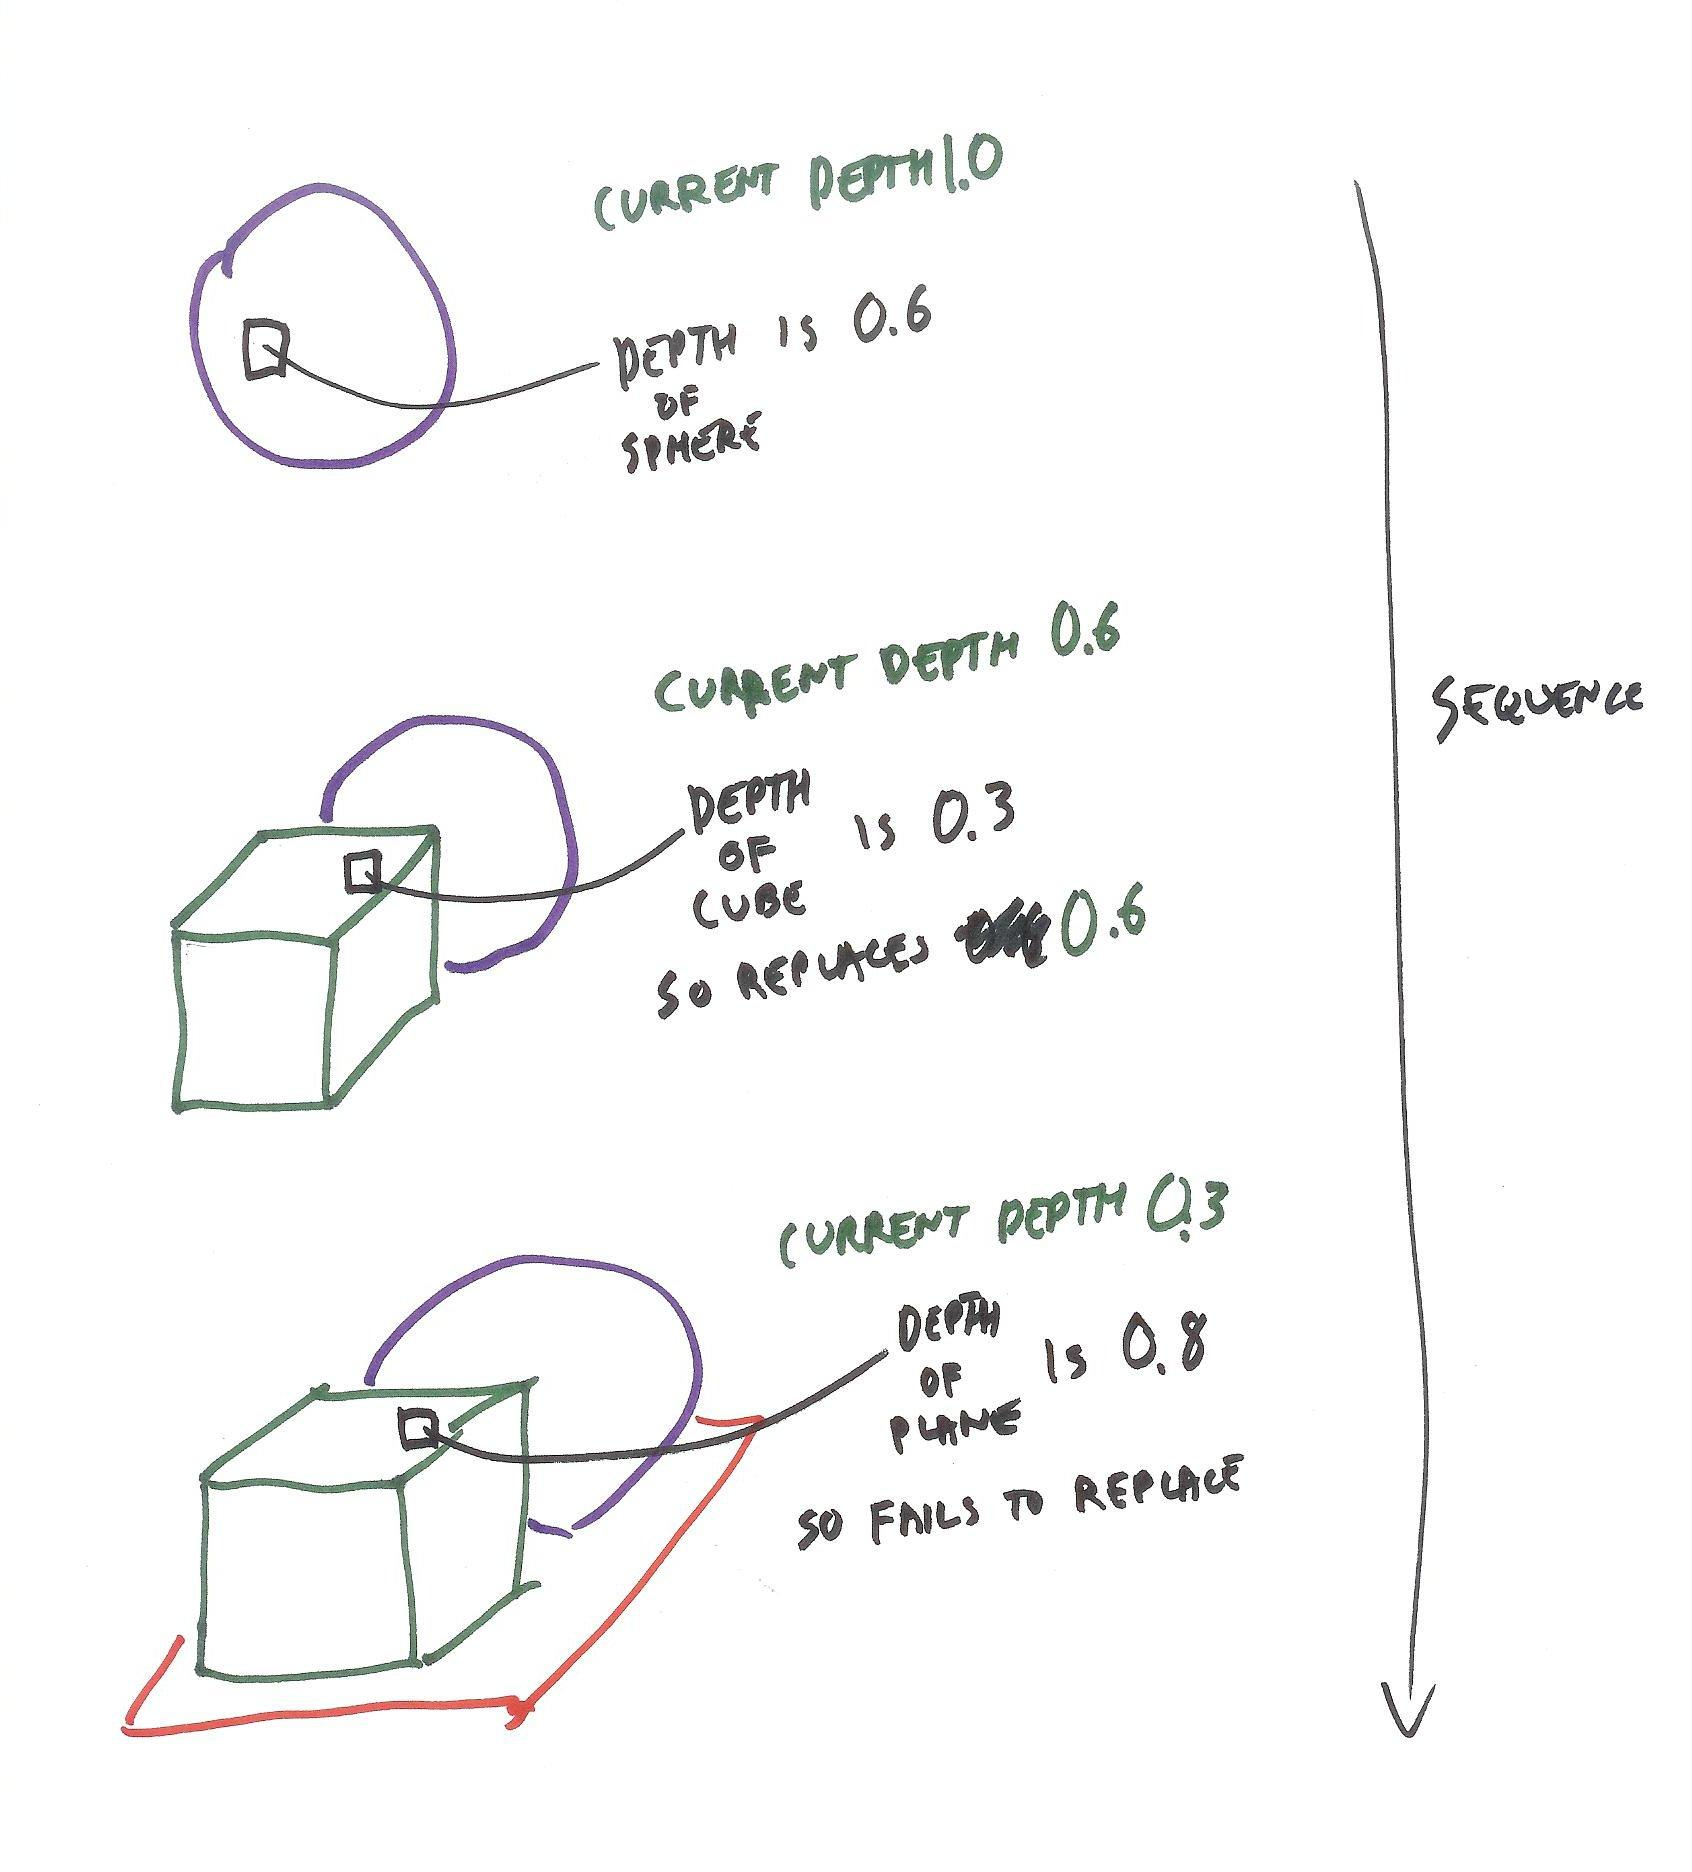 CURRENT DEPTH 1.0
DEPTH IS 0.6
OF
SPHERE
CURRENT DEPTH 0.6
DEPTH
OF IS 0.3
CUBE
SO REPLACES 0.6
SEQUENCE
CURRENT DEPTH 0.3
DEPTH
OF IS 0.8
PLANE
SO FAILS TO REPLACE